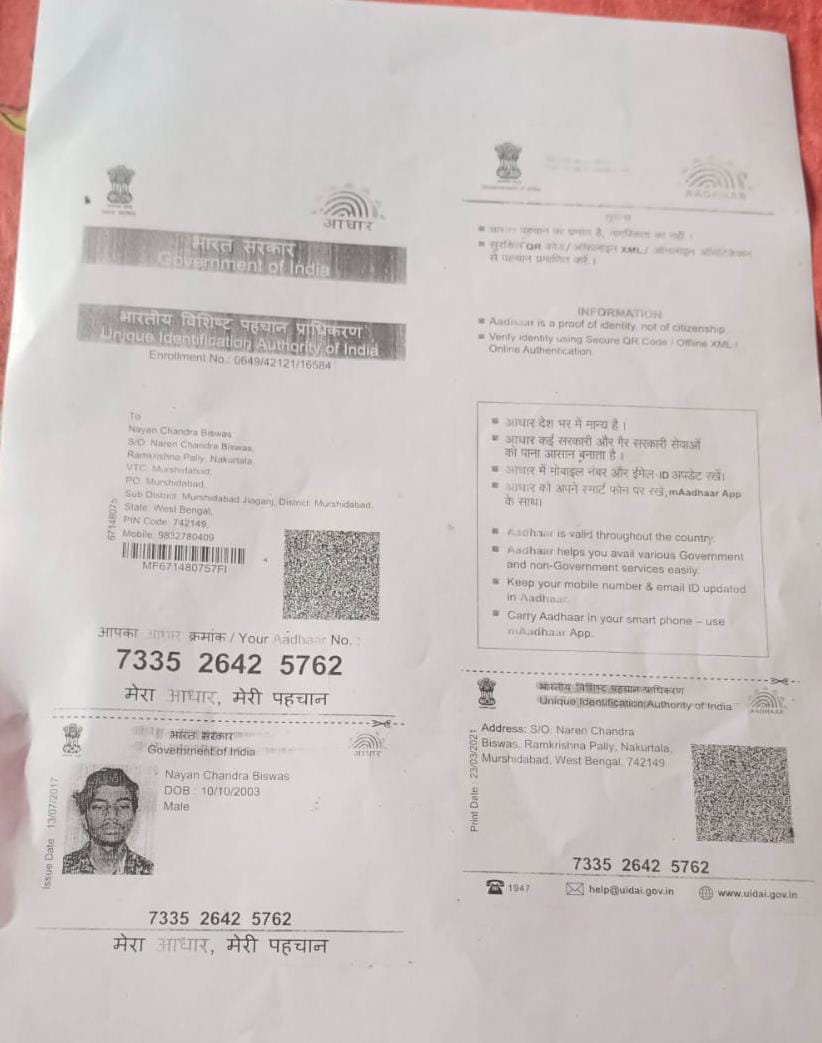 आधार
भारत सरकार
Government of India
भारतीय विशिष्ट पहचान प्राधिकरण
Unique Identification Authority of India
Enrollment No.: 0649/42121/16584
To
Nayan Chandra Biswas
S/O: Naren Chandra Biswas,
Ramkrishna Pally, Nakurtala,
VTC: Murshidabad,
PO: Murshidabad,
Sub District: Murshidabad Jiaganj, District: Murshidabad,
State: West Bengal,
PIN Code: 742149,
Mobile: 9832780409
67148075
MF671480757FI
आपका आधार क्रमांक / Your Aadhaar No. :
7335 2642 5762
मेरा आधार, मेरी पहचान
भारत सरकार
Government of India
आधार
Issue Date : 13/07/2017
Nayan Chandra Biswas
DOB : 10/10/2003
Male
7335 2642 5762
मेरा आधार, मेरी पहचान
Government of India
AADHAAR
सूचना
■ आधार पहचान का प्रमाण है, नागरिकता का नहीं ।
■ सुरक्षित QR कोड / ऑफलाइन XML / ऑनलाइन ऑथेंटिकेशन
से पहचान प्रमाणित करें ।
INFORMATION
■ Aadhaar is a proof of identity, not of citizenship.
■ Verify identity using Secure QR Code / Offline XML /
Online Authentication.
■ आधार देश भर में मान्य है ।
■ आधार कई सरकारी और गैर सरकारी सेवाओं
को पाना आसान बनाता है ।
■ आधार में मोबाइल नंबर और ईमेल ID अपडेट रखें।
■ आधार को अपने स्मार्ट फोन पर रखें, mAadhaar App
के साथ।
■ Aadhaar is valid throughout the country.
■ Aadhaar helps you avail various Government
and non-Government services easily.
■ Keep your mobile number & email ID updated
in Aadhaar.
■ Carry Aadhaar in your smart phone – use
mAadhaar App.
भारतीय विशिष्ट पहचान प्राधिकरण
Unique Identification Authority of India
AADHAAR
Print Date : 23/03/2021
Address: S/O: Naren Chandra
Biswas, Ramkrishna Pally, Nakurtala,
Murshidabad, West Bengal, 742149
7335 2642 5762
1947
help@uidai.gov.in
www.uidai.gov.in